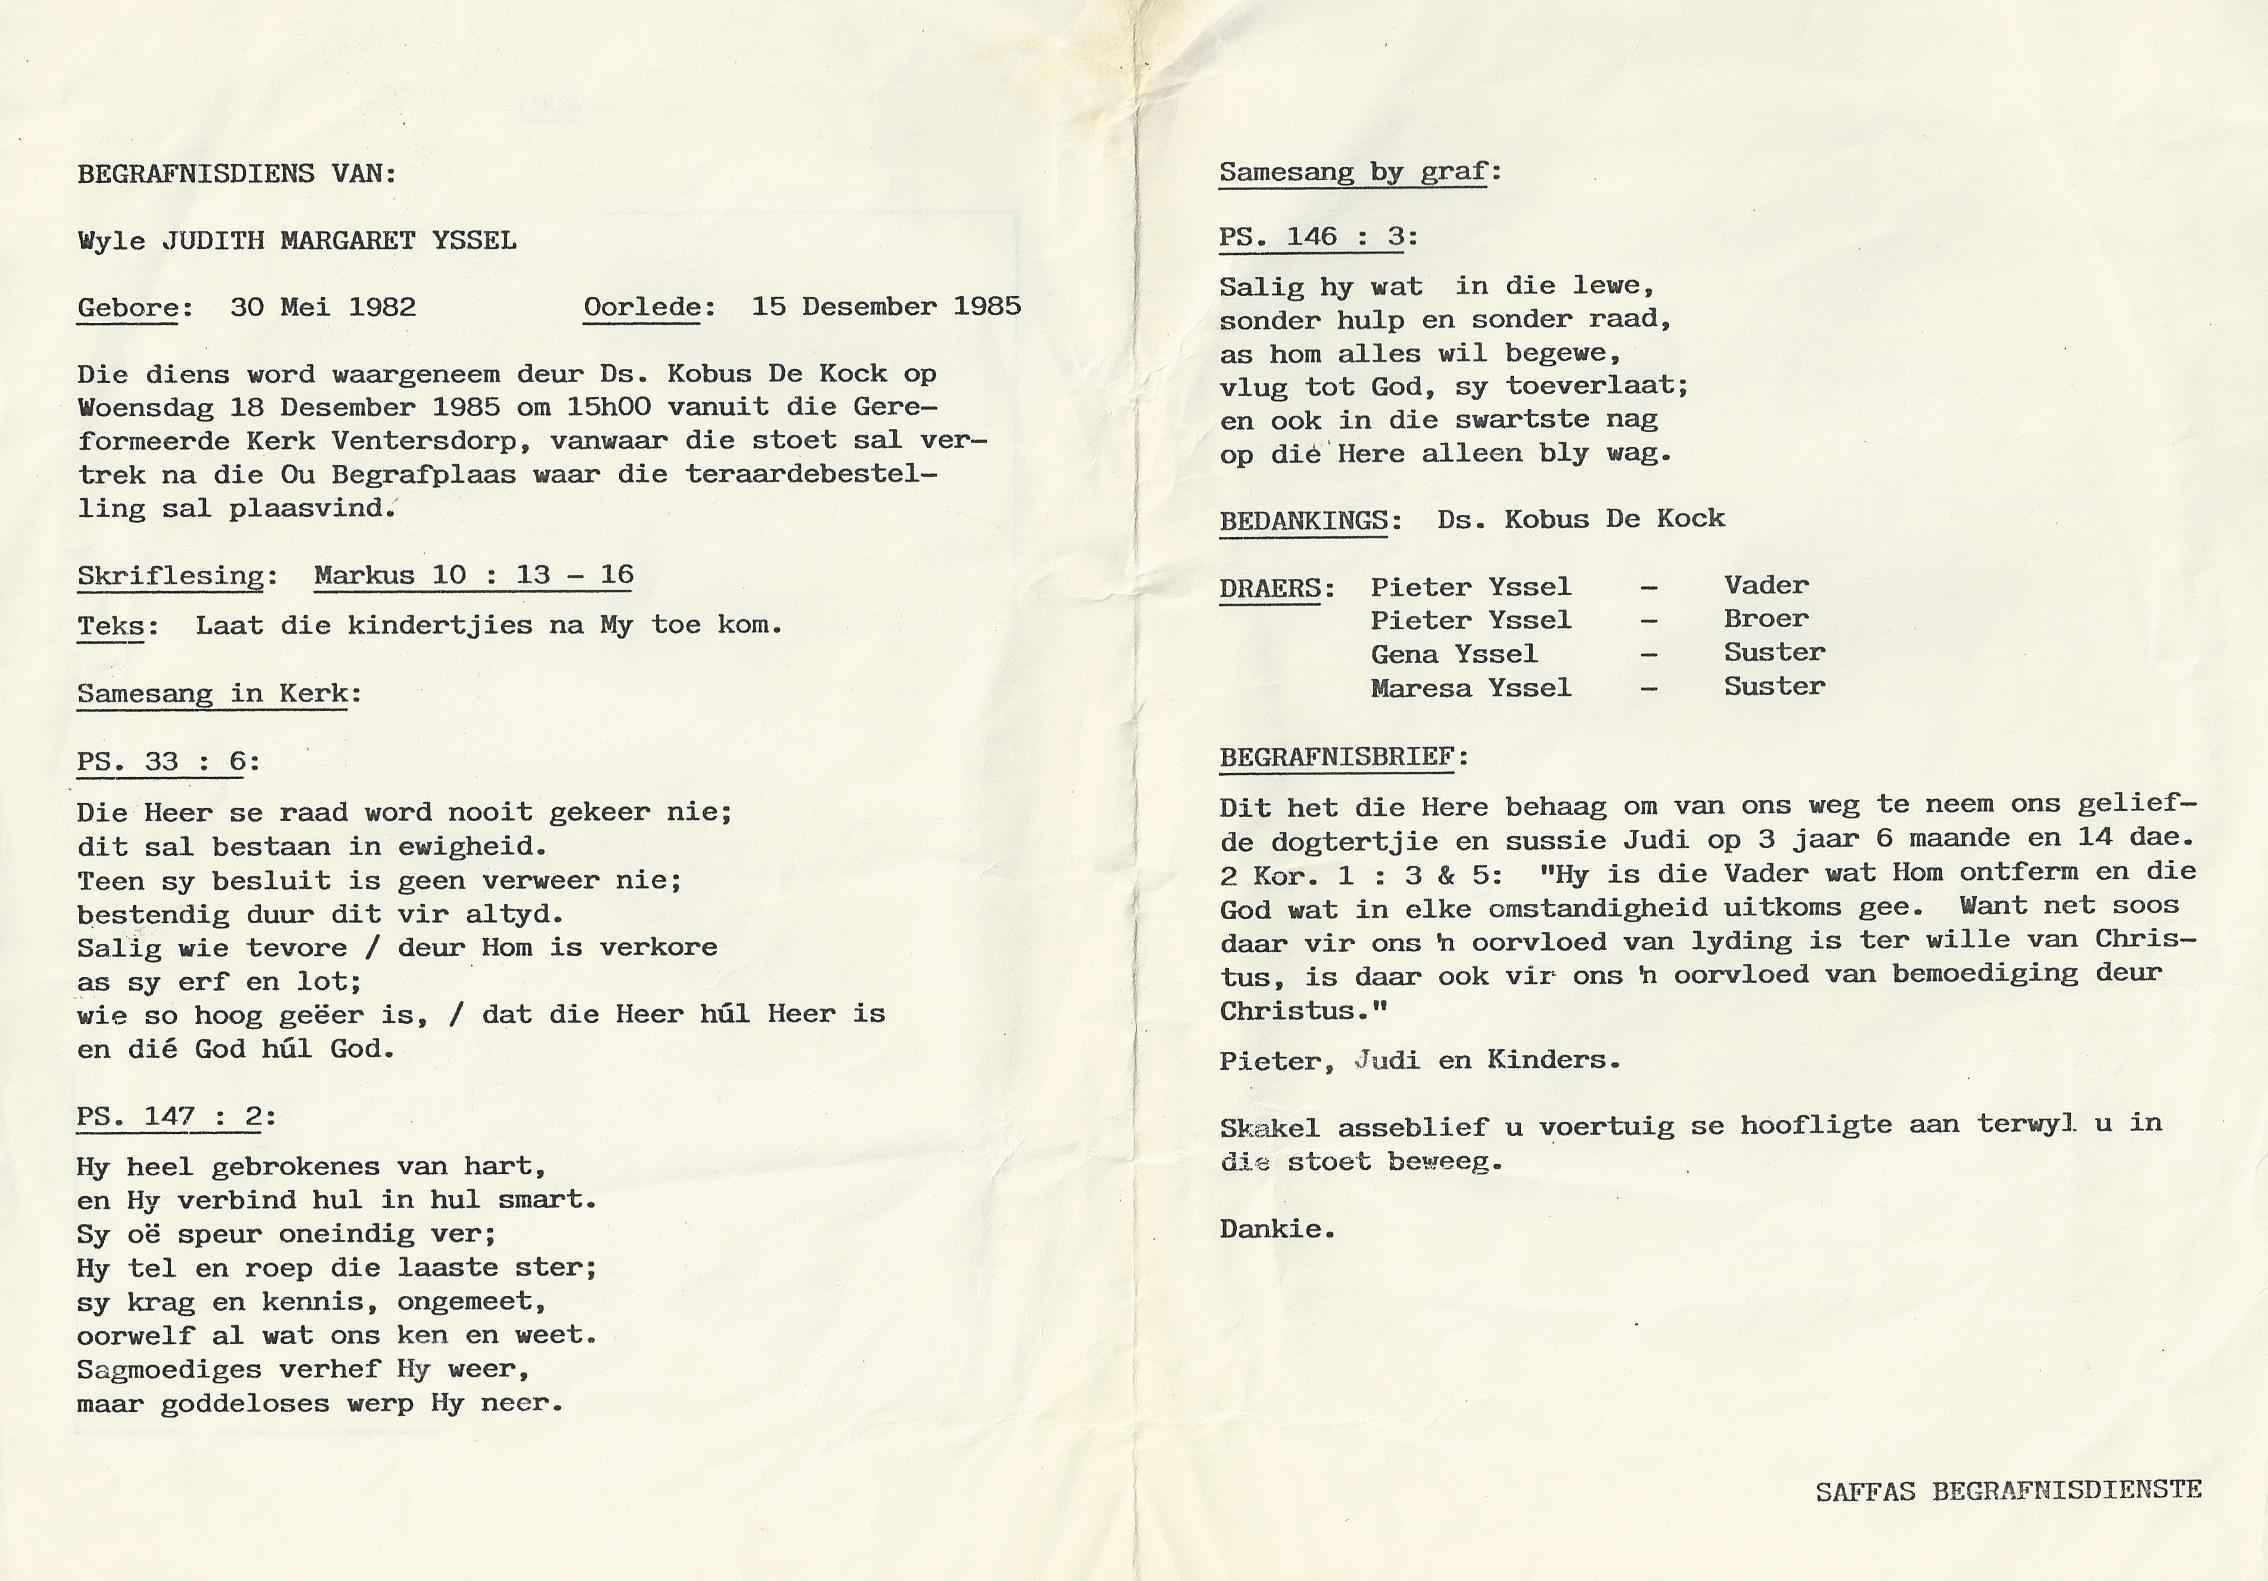 BEGRAFNISDIENS VAN:
Wyle JUDITH MARGARET YSSEL
Gebore: 30 Mei 1982 Oorlede: 15 Desember 1985
Die diens word waargeneem deur Ds. Kobus De Kock op
Woensdag 18 Desember 1985 om 15h00 vanuit die Gere-
formeerde Kerk Ventersdorp, vanwaar die stoet sal ver-
trek na die Ou Begrafplaas waar die teraardebestel-
ling sal plaasvind.
Skriflesing: Markus 10 : 13 - 16
Teks: Laat die kindertjies na My toe kom.
Samesang in Kerk:
PS. 33 : 6:
Die Heer se raad word nooit gekeer nie;
dit sal bestaan in ewigheid.
Teen sy besluit is geen verweer nie;
bestendig duur dit vir altyd.
Salig wie tevore / deur Hom is verkore
as sy erf en lot;
wie so hoog geëer is, / dat die Heer húl Heer is
en dié God húl God.
PS. 147 : 2:
Hy heel gebrokenes van hart,
en Hy verbind hul in hul smart.
Sy oë speur oneindig ver;
Hy tel en roep die laaste ster;
sy krag en kennis, ongemeet,
oorwelf al wat ons ken en weet.
Sagmoediges verhef Hy weer,
maar goddeloses werp Hy neer.
Samesang by graf:
PS. 146 : 3:
Salig hy wat in die lewe,
sonder hulp en sonder raad,
as hom alles wil begewe,
vlug tot God, sy toeverlaat;
en ook in die swartste nag
op dié Here alleen bly wag.
BEDANKINGS: Ds. Kobus De Kock
DRAERS: Pieter Yssel - Vader
Pieter Yssel - Broer
Gena Yssel - Suster
Maresa Yssel - Suster
BEGRAFNISBRIEF:
Dit het die Here behaag om van ons weg te neem ons gelief-
de dogtertjie en sussie Judi op 3 jaar 6 maande en 14 dae.
2 Kor. 1 : 3 & 5: "Hy is die Vader wat Hom ontferm en die
God wat in elke omstandigheid uitkoms gee. Want net soos
daar vir ons 'n oorvloed van lyding is ter wille van Chris-
tus, is daar ook vir ons 'n oorvloed van bemoediging deur
Christus."
Pieter, Judi en Kinders.
Skakel asseblief u voertuig se hoofligte aan terwyl u in
die stoet beweeg.
Dankie.
SAFFAS BEGRAFNISDIENSTE